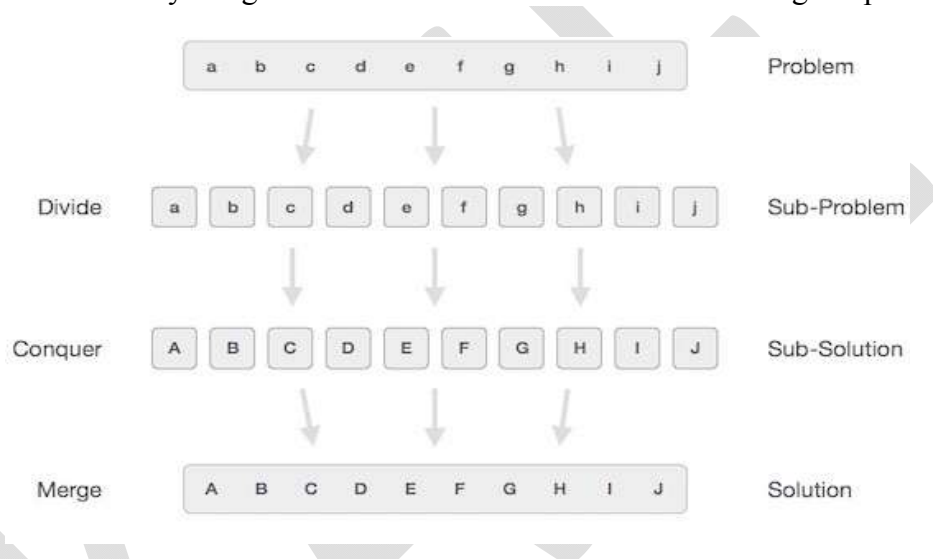 a b c d e f g h i j Problem
Divide a b c d e f g h i j Sub-Problem
Conquer A B C D E F G H I J Sub-Solution
Merge A B C D E F G H I J Solution